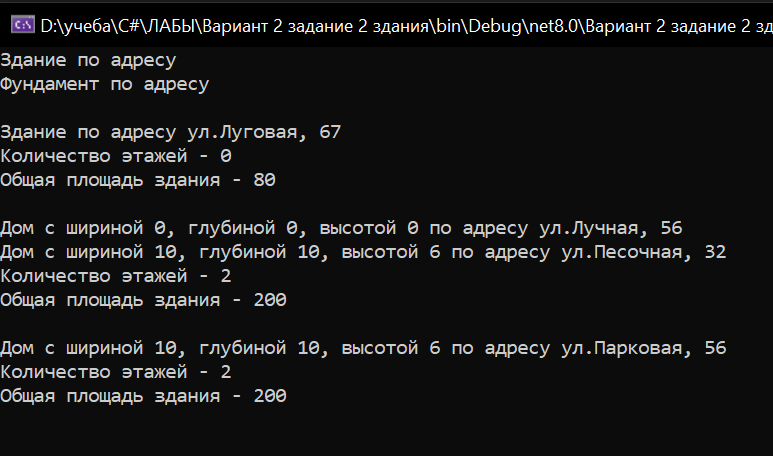 D:\учеба\C#\ЛАБЫ\Вариант 2 задание 2 здания\bin\Debug\net8.0\Вариант 2 задание 2 зд
Здание по адресу
Фундамент по адресу
Здание по адресу ул.Луговая, 67
Количество этажей - 0
Общая площадь здания - 80
Дом с шириной 0, глубиной 0, высотой 0 по адресу ул.Лучная, 56
Дом с шириной 10, глубиной 10, высотой 6 по адресу ул.Песочная, 32
Количество этажей - 2
Общая площадь здания - 200
Дом с шириной 10, глубиной 10, высотой 6 по адресу ул.Парковая, 56
Количество этажей - 2
Общая площадь здания - 200